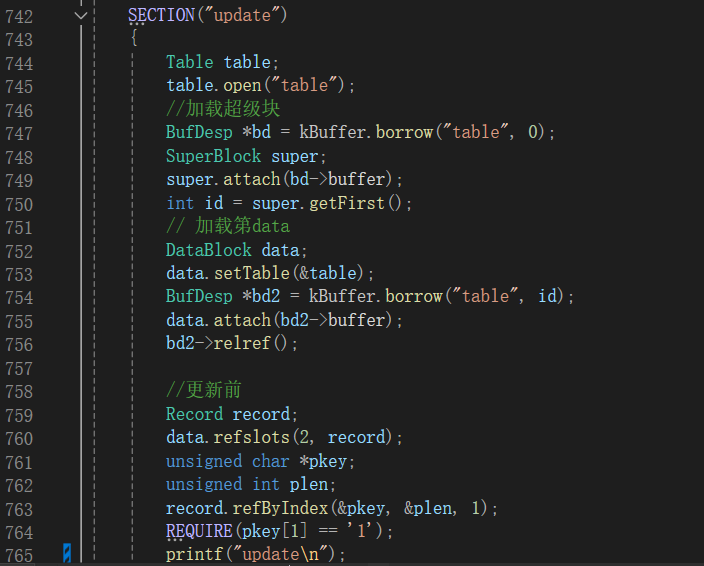 742 SECTION("update")
743 {
744 Table table;
745 table.open("table");
746 //加载超级块
747 BufDesp *bd = kBuffer.borrow("table", 0);
748 SuperBlock super;
749 super.attach(bd->buffer);
750 int id = super.getFirst();
751 // 加载第data
752 DataBlock data;
753 data.setTable(&table);
754 BufDesp *bd2 = kBuffer.borrow("table", id);
755 data.attach(bd2->buffer);
756 bd2->relref();
757
758 //更新前
759 Record record;
760 data.refslots(2, record);
761 unsigned char *pkey;
762 unsigned int plen;
763 record.refByIndex(&pkey, &plen, 1);
764 REQUIRE(pkey[1] == '1');
765 printf("update\n");